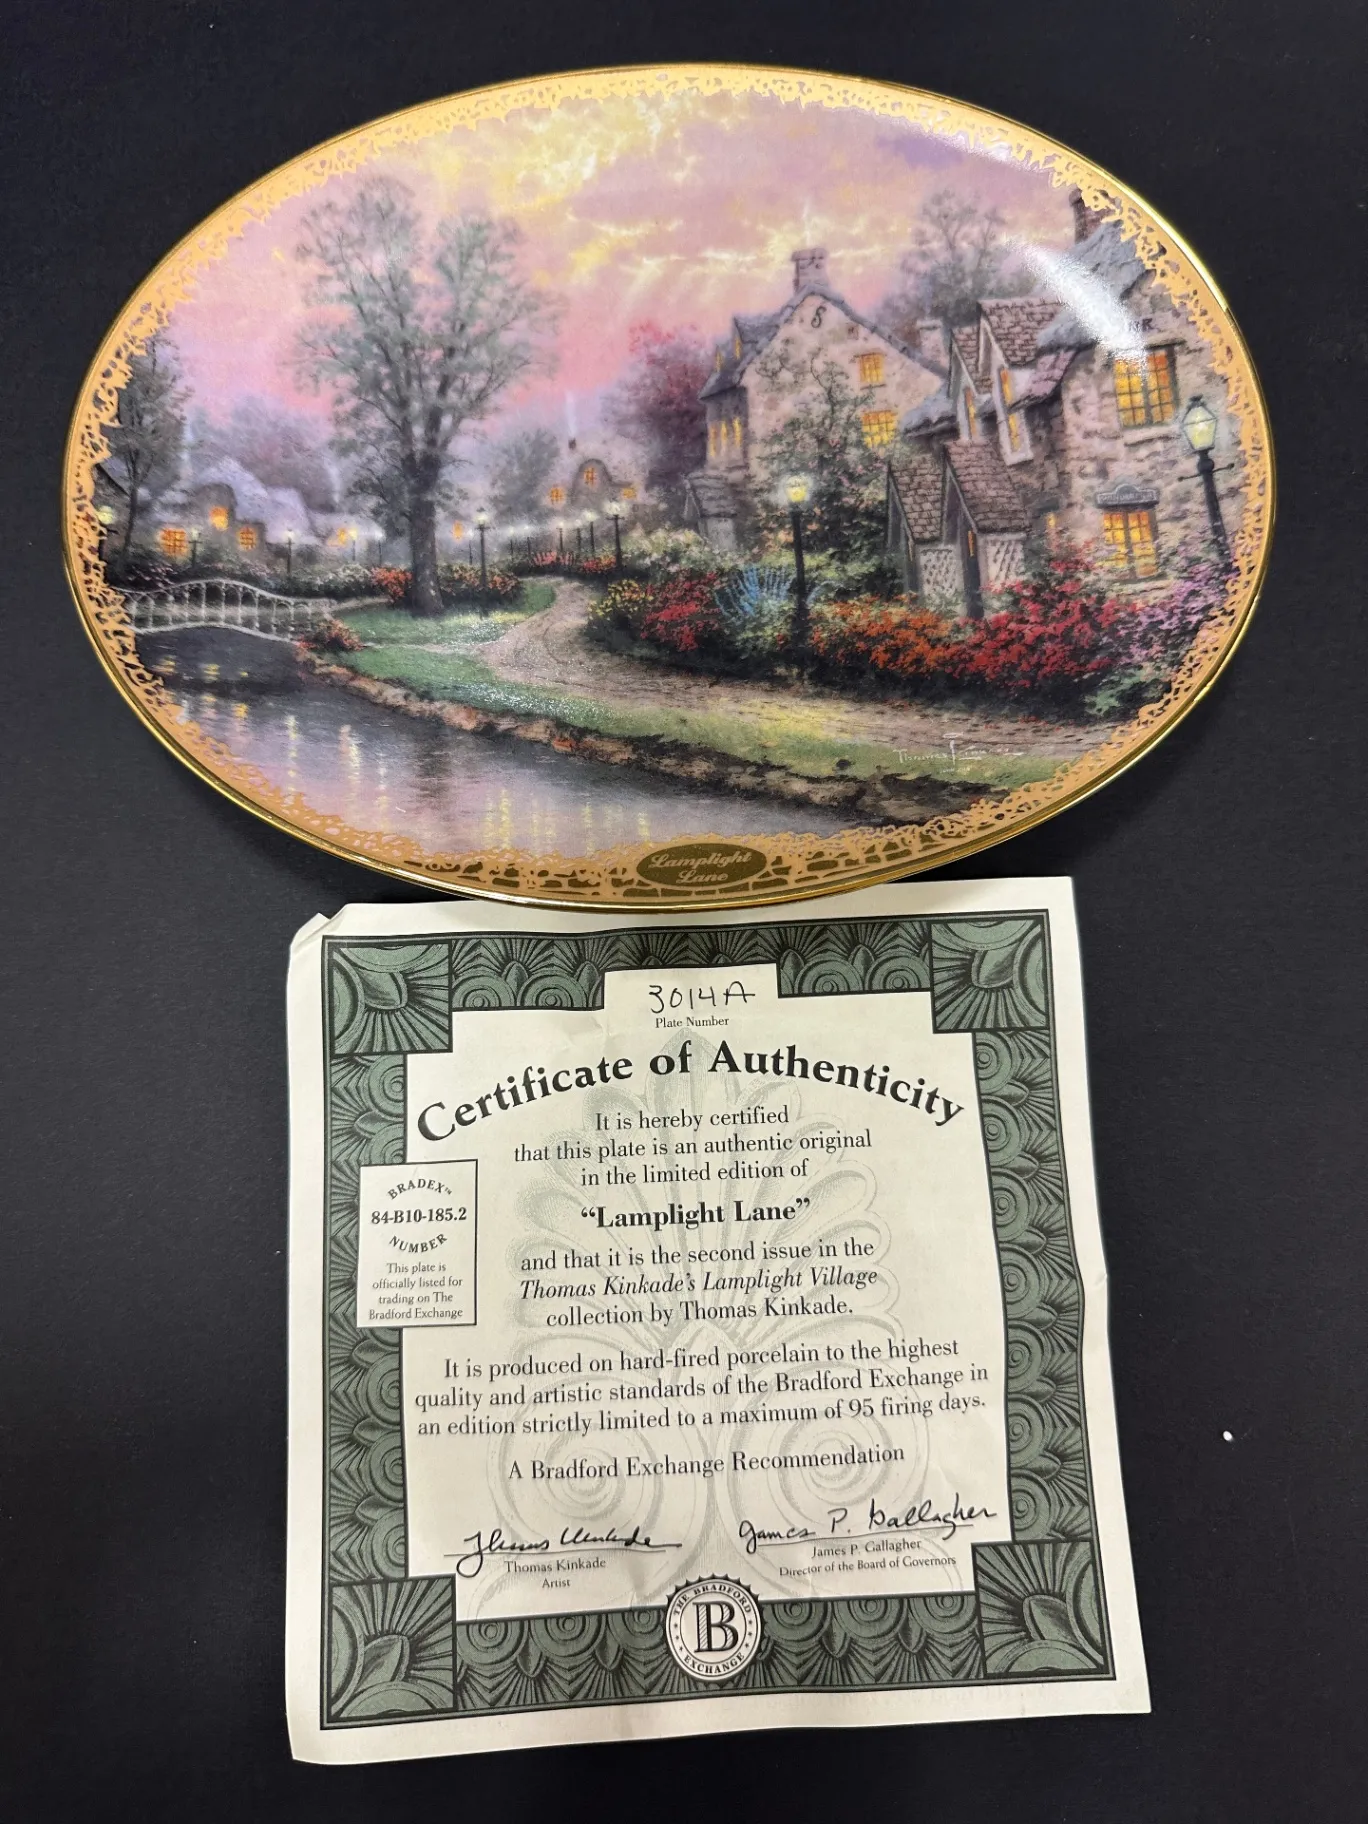 Thomas Kinkade
Lamplight
Lane
3014A
Plate Number
Certificate of Authenticity
It is hereby certified
that this plate is an authentic original
in the limited edition of
“Lamplight Lane”
and that it is the second issue in the
Thomas Kinkade's Lamplight Village
collection by Thomas Kinkade.
BRADEX™
84-B10-185.2
NUMBER
This plate is
officially listed for
trading on The
Bradford Exchange
It is produced on hard-fired porcelain to the highest
quality and artistic standards of the Bradford Exchange in
an edition strictly limited to a maximum of 95 firing days.
A Bradford Exchange Recommendation
Thomas Kinkade
Thomas Kinkade
Artist
James P. Gallagher
James P. Gallagher
Director of the Board of Governors
THE BRADFORD
B
EXCHANGE